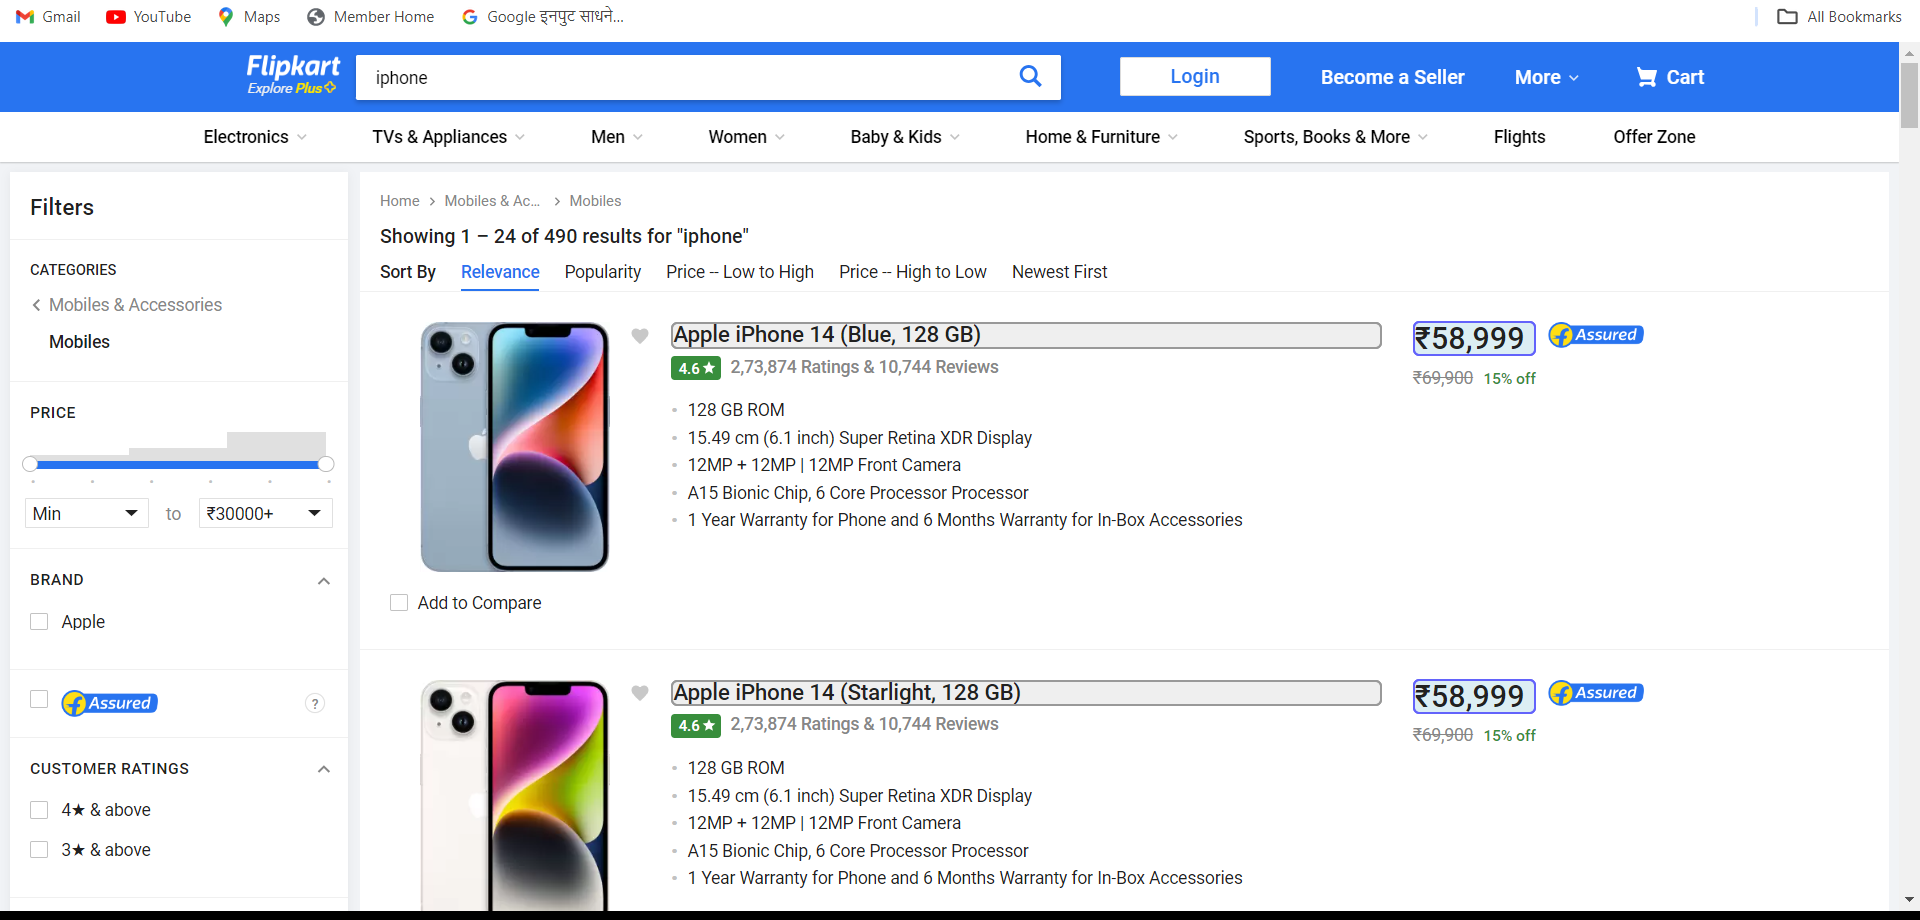 Gmail YouTube Maps Member Home Google इनपुट साधने... All Bookmarks
Flipkart
Explore Plus
iphone
Login Become a Seller More Cart
Electronics TVs & Appliances Men Women Baby & Kids Home & Furniture Sports, Books & More Flights Offer Zone
Filters
CATEGORIES
Mobiles & Accessories
Mobiles
PRICE
Min to ₹30000+
BRAND
Apple
Assured ?
CUSTOMER RATINGS
4★ & above
3★ & above
Home > Mobiles & Ac... > Mobiles
Showing 1 – 24 of 490 results for "iphone"
Sort By Relevance Popularity Price -- Low to High Price -- High to Low Newest First
Apple iPhone 14 (Blue, 128 GB)
4.6★ 2,73,874 Ratings & 10,744 Reviews
128 GB ROM
15.49 cm (6.1 inch) Super Retina XDR Display
12MP + 12MP | 12MP Front Camera
A15 Bionic Chip, 6 Core Processor Processor
1 Year Warranty for Phone and 6 Months Warranty for In-Box Accessories
₹58,999 Assured
₹69,900 15% off
Add to Compare
Apple iPhone 14 (Starlight, 128 GB)
4.6★ 2,73,874 Ratings & 10,744 Reviews
128 GB ROM
15.49 cm (6.1 inch) Super Retina XDR Display
12MP + 12MP | 12MP Front Camera
A15 Bionic Chip, 6 Core Processor Processor
1 Year Warranty for Phone and 6 Months Warranty for In-Box Accessories
₹58,999 Assured
₹69,900 15% off